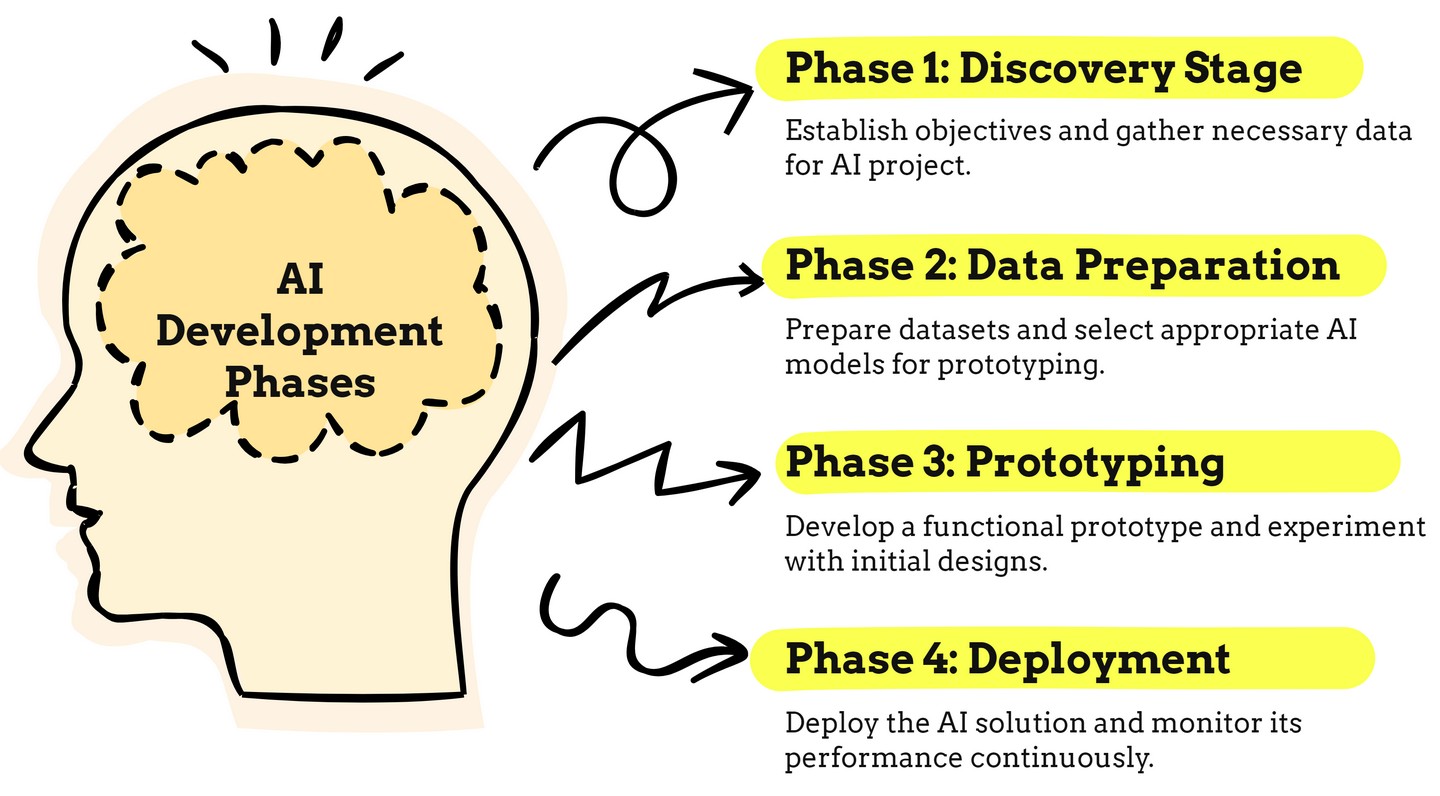 AI
Development
Phases
Phase 1: Discovery Stage
Establish objectives and gather necessary data
for AI project.
Phase 2: Data Preparation
Prepare datasets and select appropriate AI
models for prototyping.
Phase 3: Prototyping
Develop a functional prototype and experiment
with initial designs.
Phase 4: Deployment
Deploy the AI solution and monitor its
performance continuously.